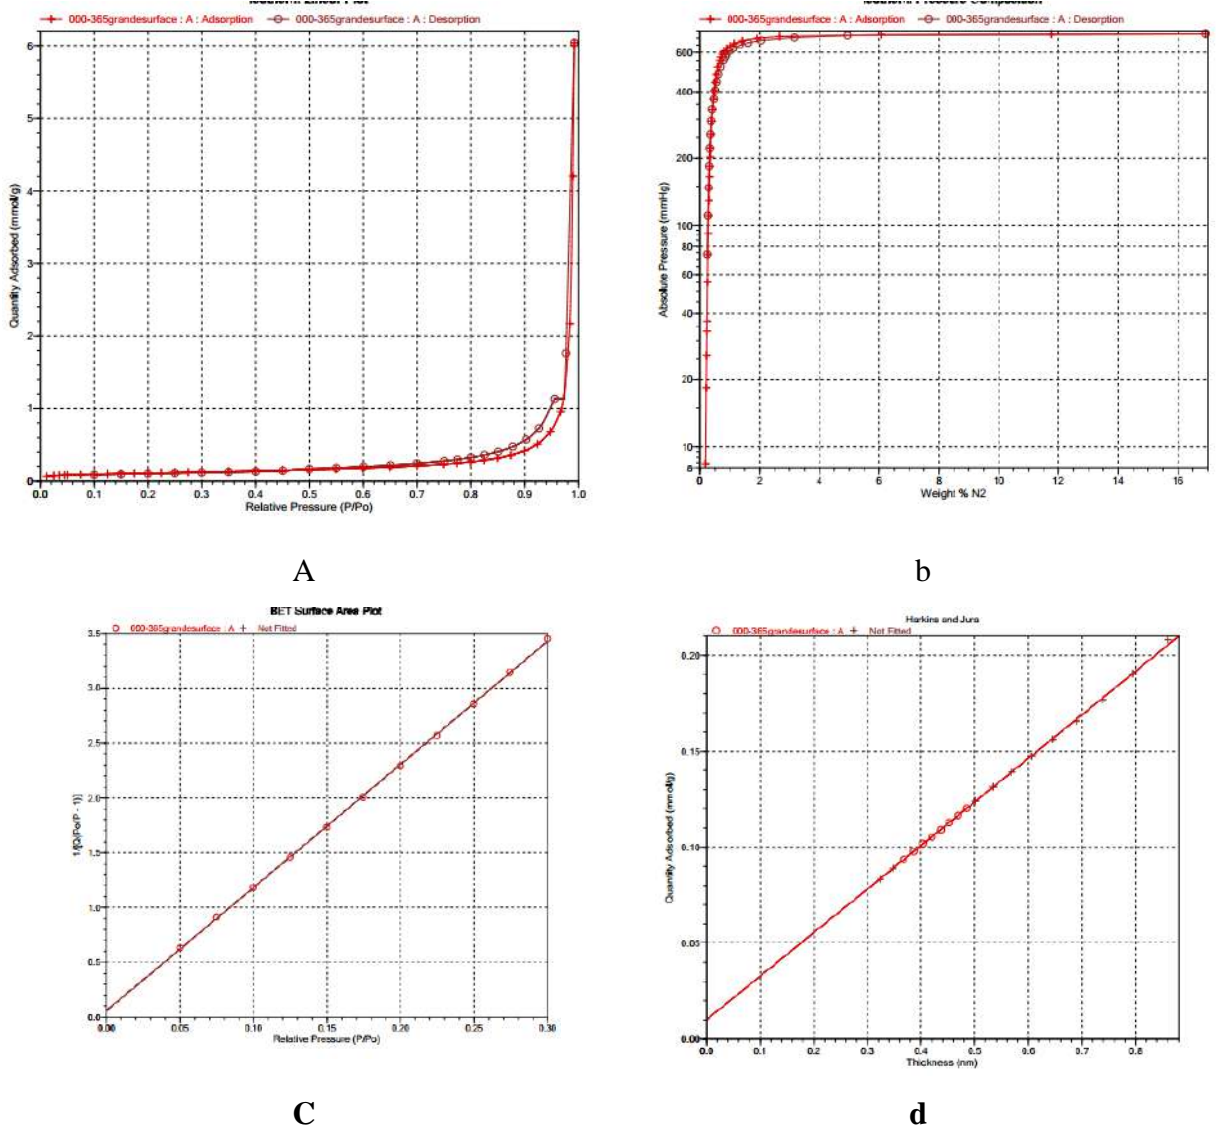 000-365grandesurface : A : Adsorption
000-365grandesurface : A : Desorption
6
5
4
3
2
1
0
Quantity Adsorbed (mmol/g)
0.0 0.1 0.2 0.3 0.4 0.5 0.6 0.7 0.8 0.9 1.0
Relative Pressure (P/Po)
A
000-365grandesurface : A : Adsorption
000-365grandesurface : A : Desorption
600
400
200
100
80
60
40
20
10
8
Absolute Pressure (mmHg)
0 2 4 6 8 10 12 14 16
Weight % N2
b
BET Surface Area Plot
000-365grandesurface : A + Not Fitted
3.5
3.0
2.5
2.0
1.5
1.0
0.5
0.0
1/[Q(Po/P - 1)]
0.00 0.05 0.10 0.15 0.20 0.25 0.30
Relative Pressure (P/Po)
C
Harkins and Jura
000-365grandesurface : A + Not Fitted
0.20
0.15
0.10
0.05
0.00
Quantity Adsorbed (mmol/g)
0.0 0.1 0.2 0.3 0.4 0.5 0.6 0.7 0.8
Thickness (nm)
d